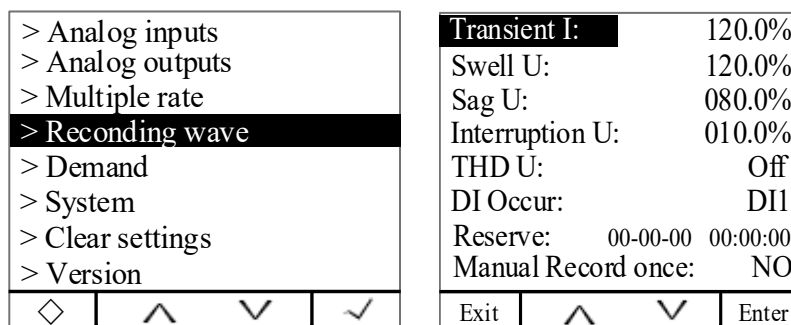 > Analog inputs
> Analog outputs
> Multiple rate
> Reconding wave
> Demand
> System
> Clear settings
> Version
Transient I: 120.0%
Swell U: 120.0%
Sag U: 080.0%
Interruption U: 010.0%
THD U: Off
DI Occur: DI1
Reserve: 00-00-00 00:00:00
Manual Record once: NO
Exit Enter